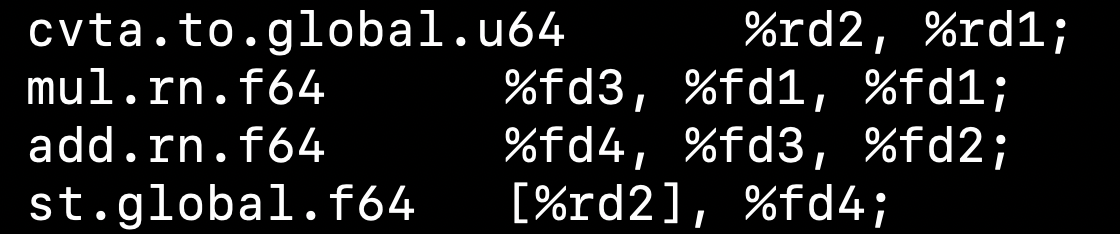 cvta.to.global.u64 %rd2, %rd1;
mul.rn.f64 %fd3, %fd1, %fd1;
add.rn.f64 %fd4, %fd3, %fd2;
st.global.f64 [%rd2], %fd4;